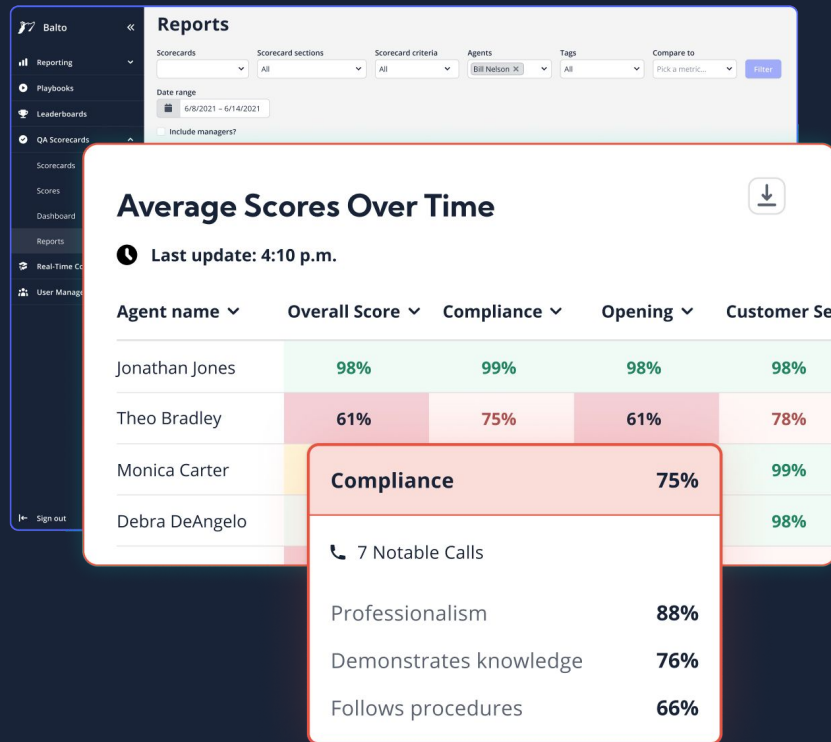 Balto «
Reporting
Playbooks
Leaderboards
QA Scorecards
Scorecards
Scores
Dashboard
Reports
Real-Time Co
User Manage
Sign out
Reports
Scorecards Scorecard sections Scorecard criteria Agents Tags Compare to
All All Bill Nelson × All Pick a metric... Filter
Date range
6/8/2021 – 6/14/2021
Include managers?
Average Scores Over Time
Last update: 4:10 p.m.
Agent name Overall Score Compliance Opening Customer Se
Jonathan Jones 98% 99% 98% 98%
Theo Bradley 61% 75% 61% 78%
Monica Carter 99%
Debra DeAngelo 98%
Compliance 75%
7 Notable Calls
Professionalism 88%
Demonstrates knowledge 76%
Follows procedures 66%